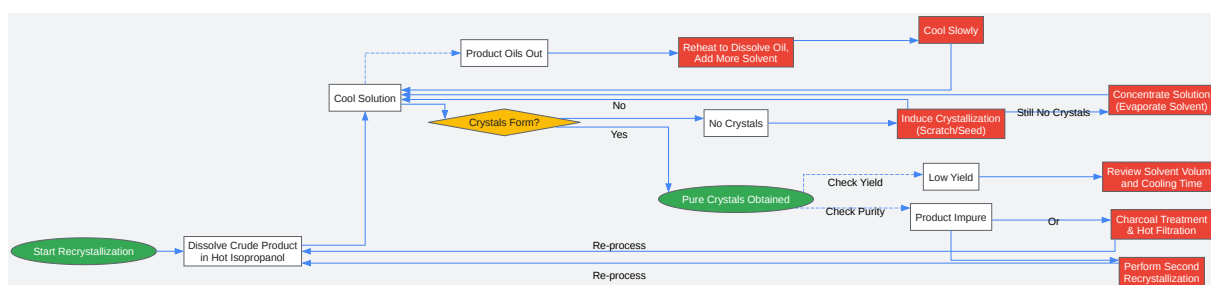 Cool Slowly
Reheat to Dissolve Oil,
Add More Solvent
Product Oils Out
Cool Solution
Concentrate Solution
(Evaporate Solvent)
No
Still No Crystals
Crystals Form?
No Crystals
Induce Crystallization
(Scratch/Seed)
Yes
Review Solvent Volum
and Cooling Time
Low Yield
Check Yield
Pure Crystals Obtained
Check Purity
Product Impure
Or
Charcoal Treatment
& Hot Filtration
Start Recrystallization
Dissolve Crude Product
in Hot Isopropanol
Re-process
Perform Second
Recrystallization
Re-process